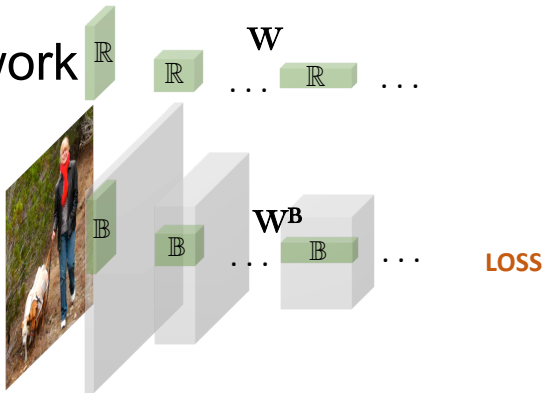 W
work ℝ ℝ ... ℝ ...
𝔹 𝔹 ... W^B 𝔹 ...
LOSS